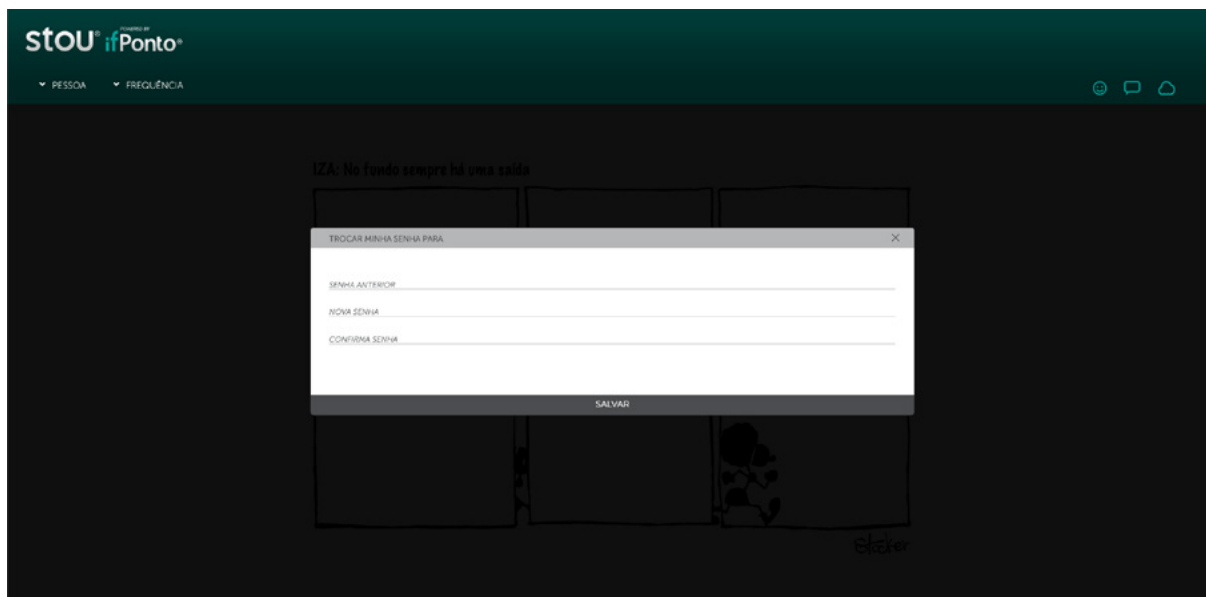 POWERED BY
stou® ifPonto®
PESSOA FREQUÊNCIA
IZA: No fundo sempre há uma saída
TROCAR MINHA SENHA PARA
SENHA ANTERIOR
NOVA SENHA
CONFIRMA SENHA
SALVAR
Stocker